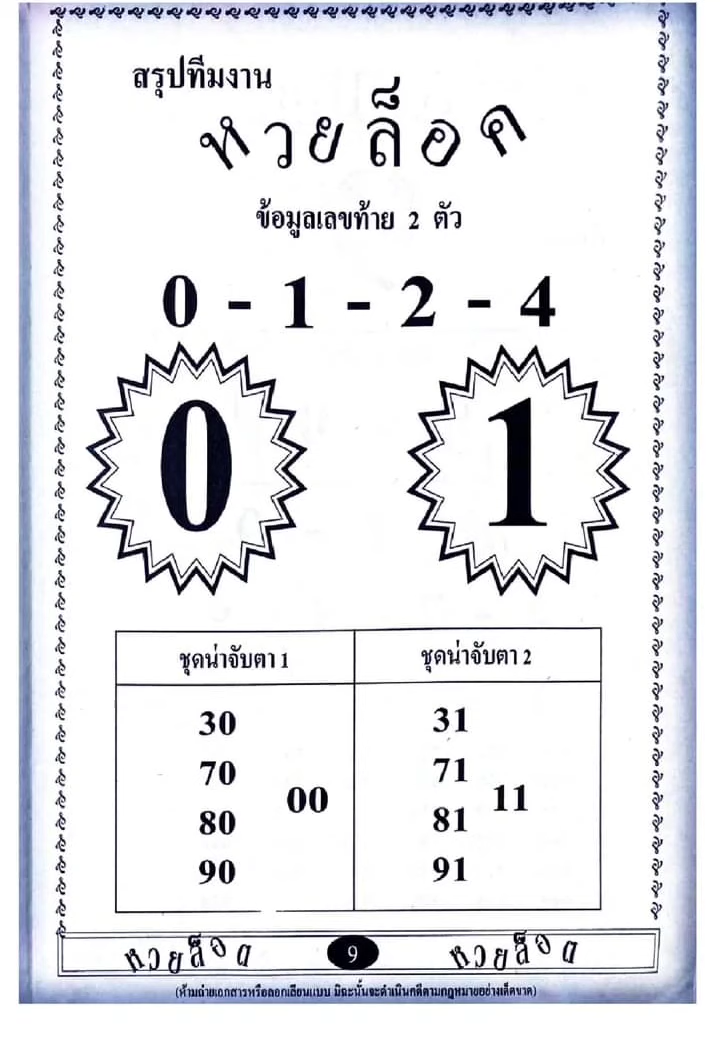 สรุปทีมงาน
หวยล็อค
ข้อมูลเลขท้าย 2 ตัว
0 - 1 - 2 - 4
0 1
ชุดน่าจับตา 1 ชุดน่าจับตา 2
30 31
70 71
00 11
80 81
90 91
หวยล็อค 9 หวยล็อค
(ห้ามถ่ายเอกสารหรือลอกเลียนแบบ มิฉะนั้นจะดำเนินคดีตามกฎหมายอย่างเด็ดขาด)